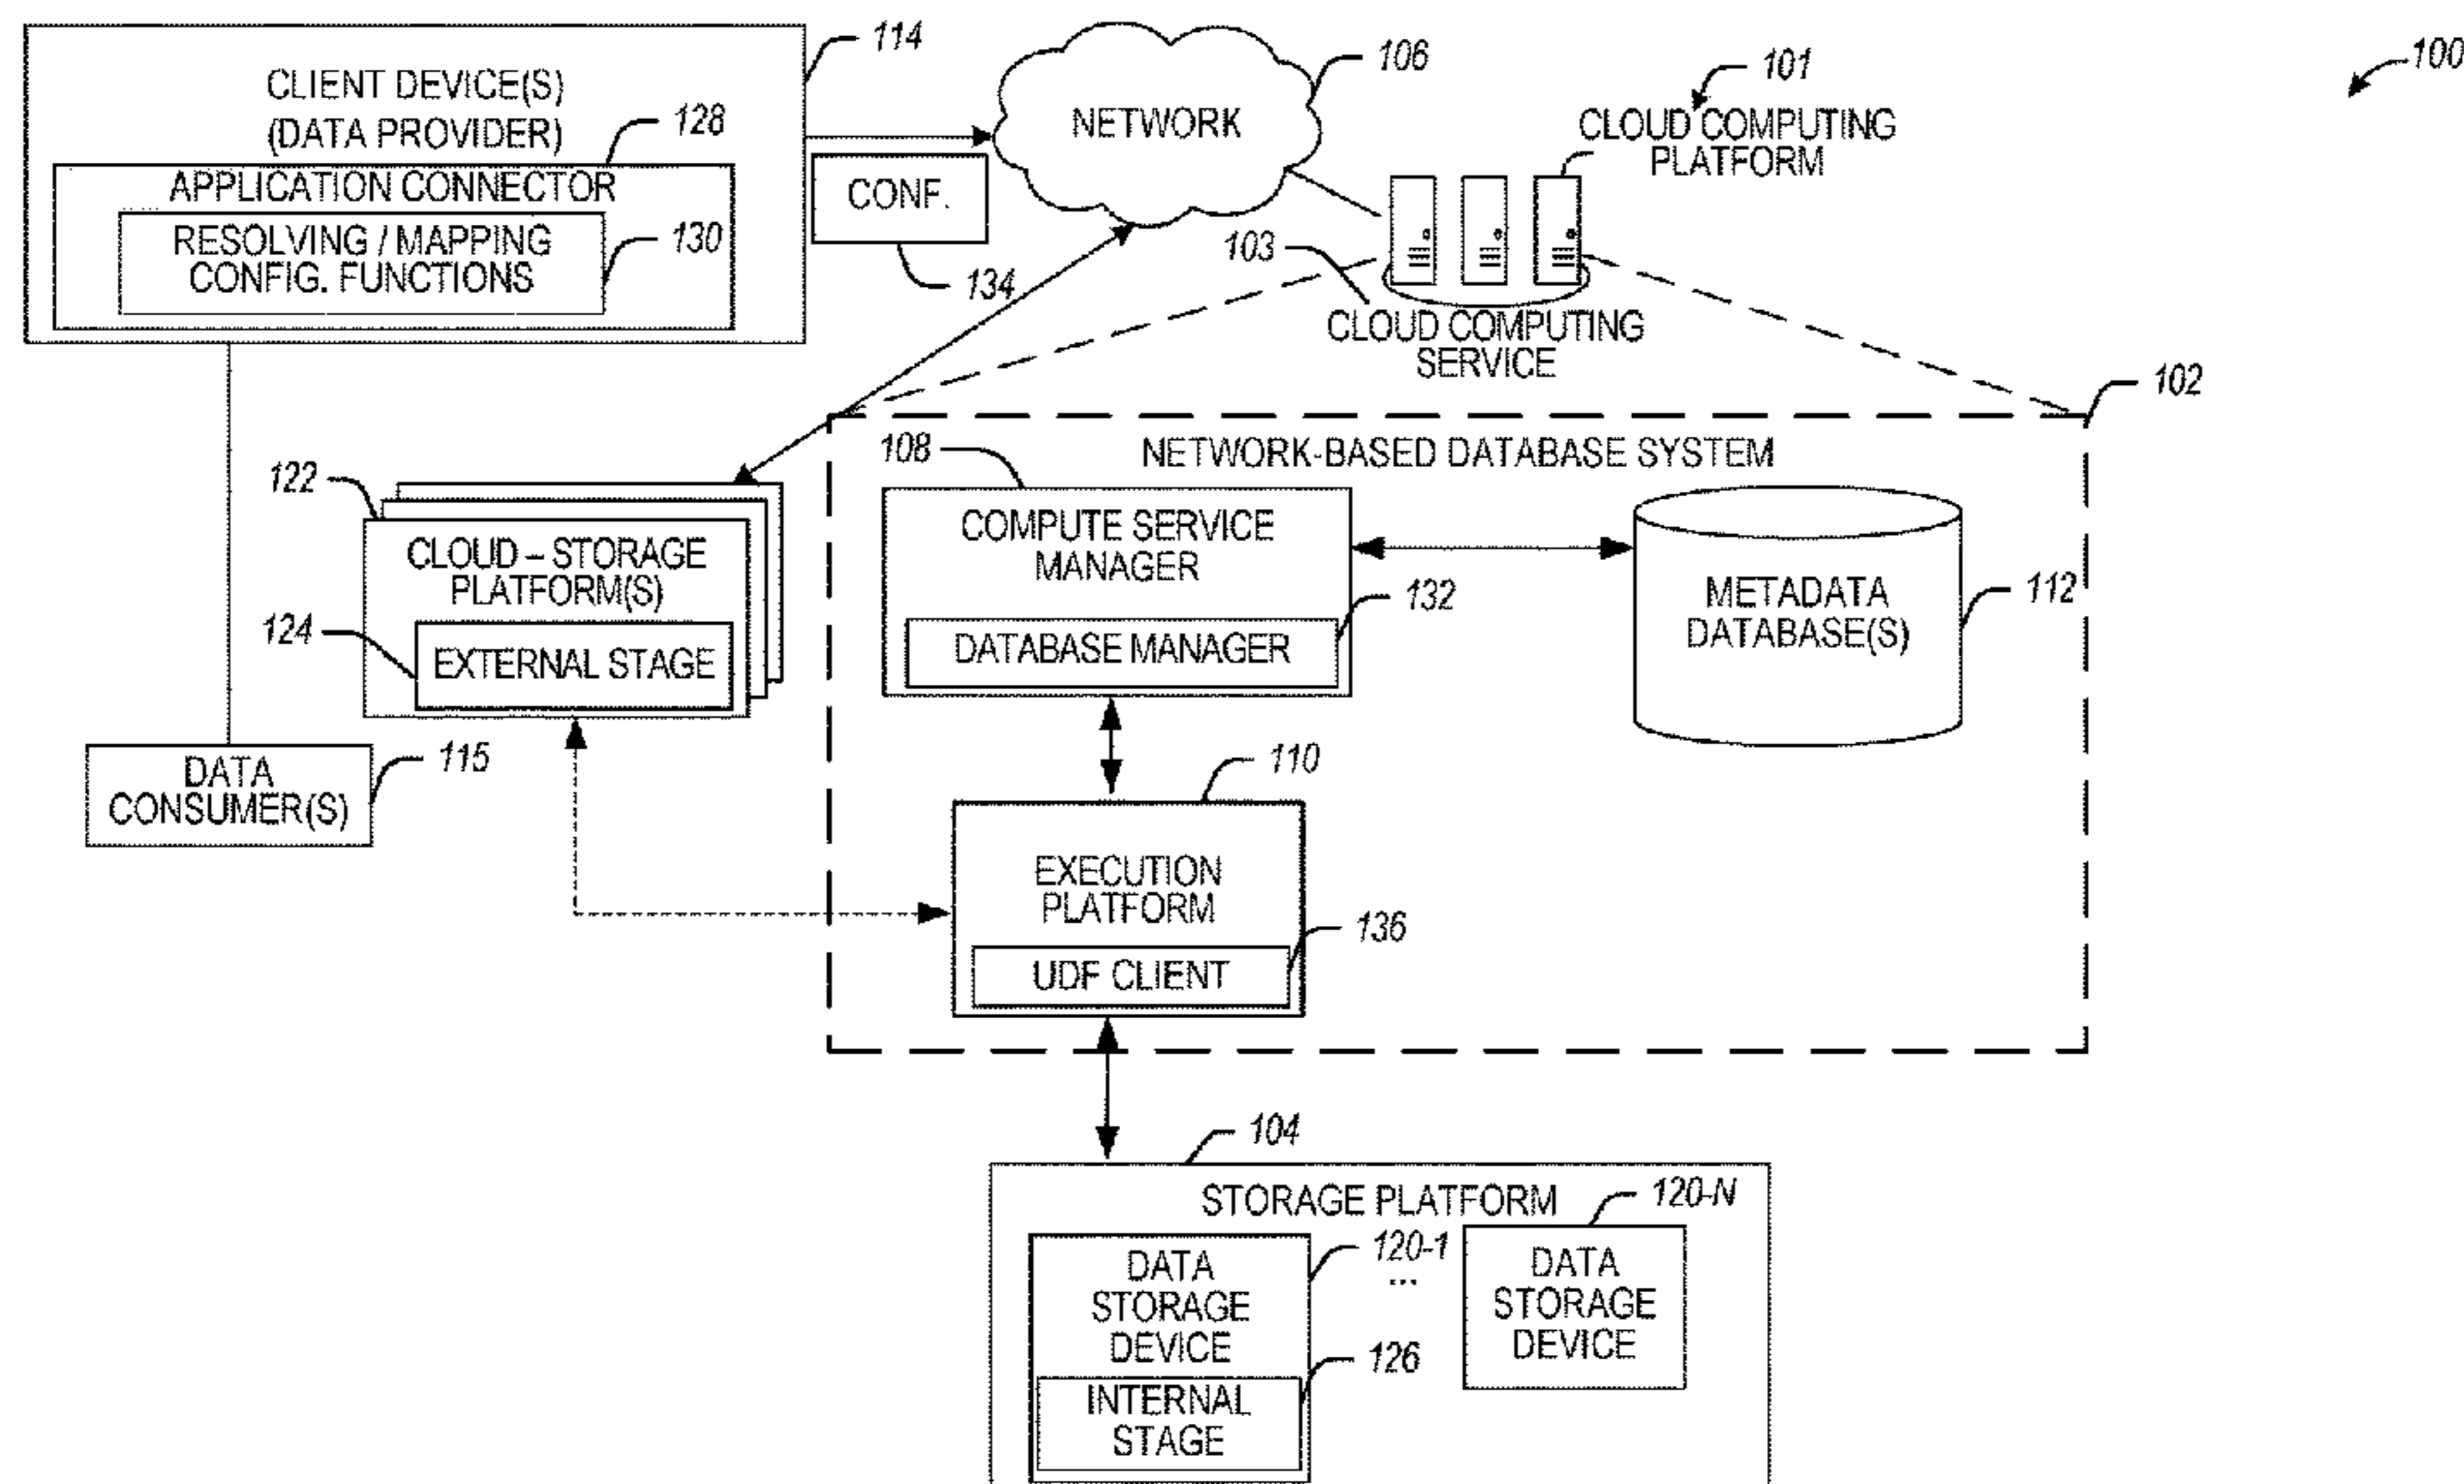 100
114
CLIENT DEVICE(S)
(DATA PROVIDER)
128
APPLICATION CONNECTOR
RESOLVING / MAPPING
CONFIG. FUNCTIONS
130
CONF.
134
NETWORK
106
101
CLOUD COMPUTING
PLATFORM
103
CLOUD COMPUTING
SERVICE
102
NETWORK-BASED DATABASE SYSTEM
108
COMPUTE SERVICE
MANAGER
132
DATABASE MANAGER
METADATA
DATABASE(S)
112
122
CLOUD – STORAGE
PLATFORM(S)
124
EXTERNAL STAGE
DATA
CONSUMER(S)
115
110
EXECUTION
PLATFORM
136
UDF CLIENT
104
STORAGE PLATFORM
120-1
DATA
STORAGE
DEVICE
126
INTERNAL
STAGE
...
120-N
DATA
STORAGE
DEVICE